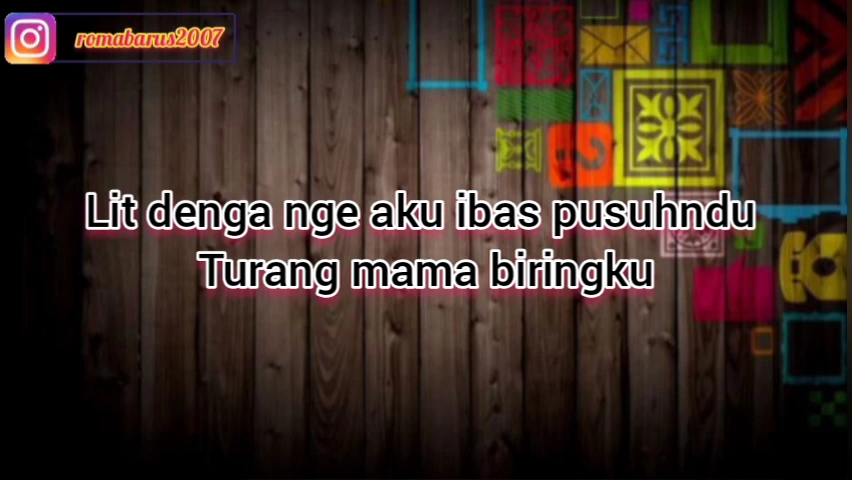 romabarus2007
Lit denga nge aku ibas pusuhndu
Turang mama biringku